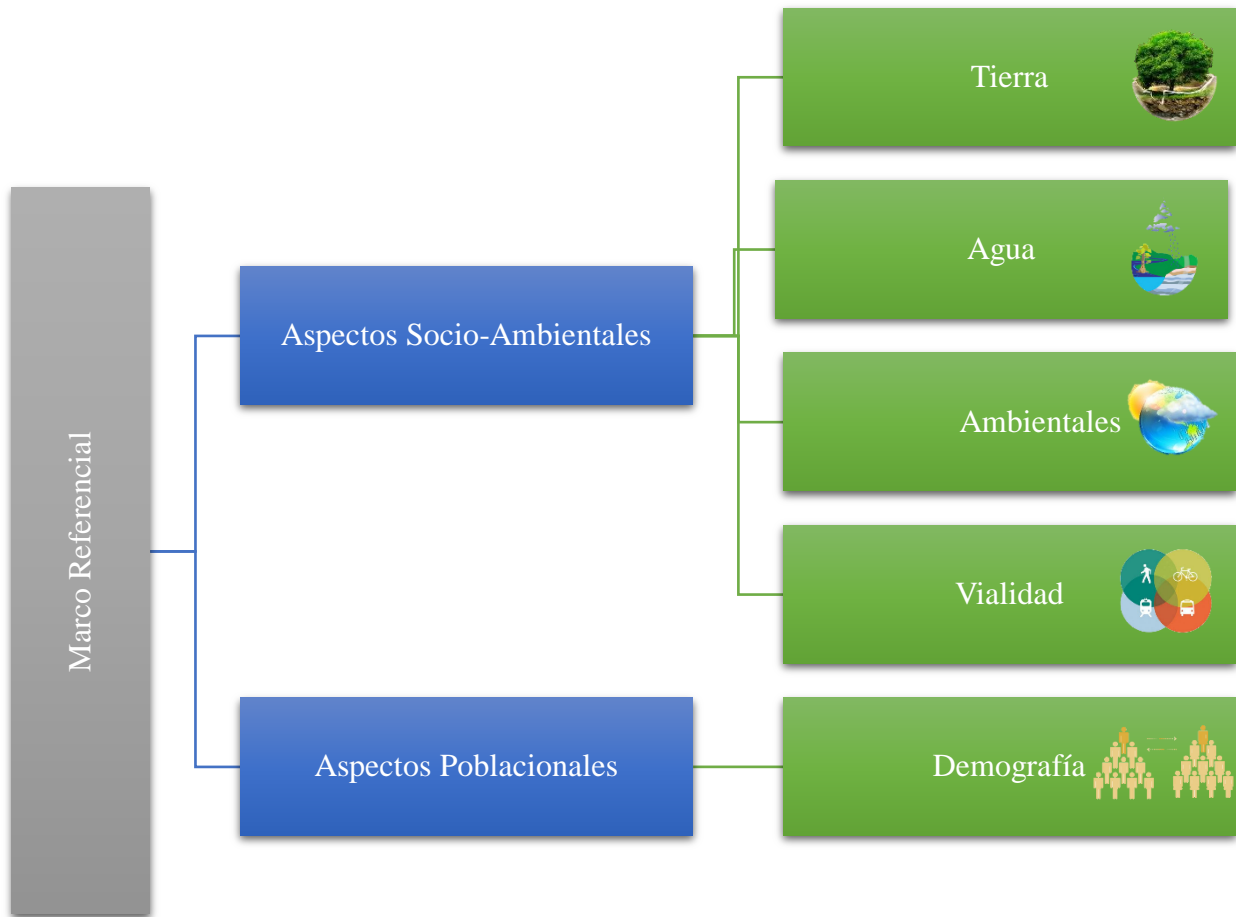 Marco Referencial
Aspectos Socio-Ambientales
Tierra
Agua
Ambientales
Vialidad
Aspectos Poblacionales
Demografía